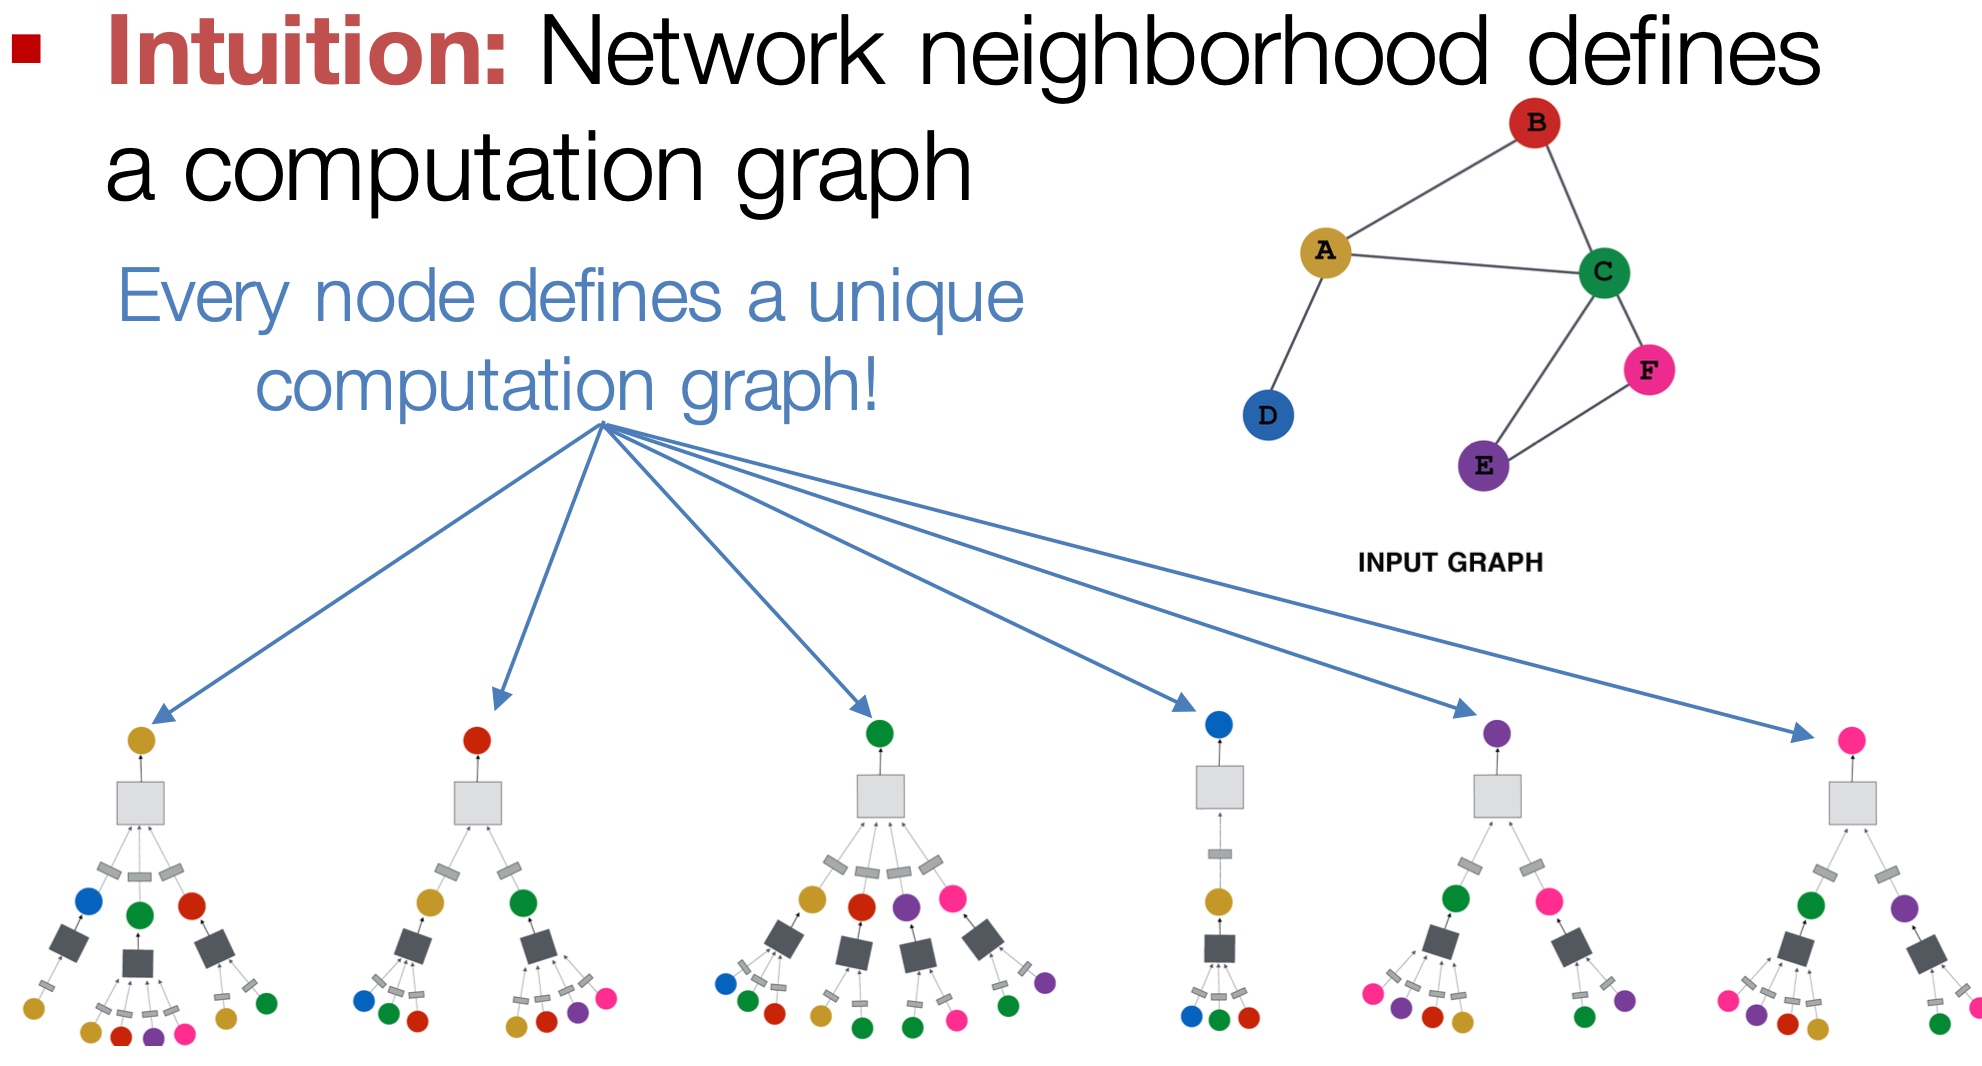 Intuition: Network neighborhood defines
a computation graph
Every node defines a unique
computation graph!
B
A
C
F
D
E
INPUT GRAPH